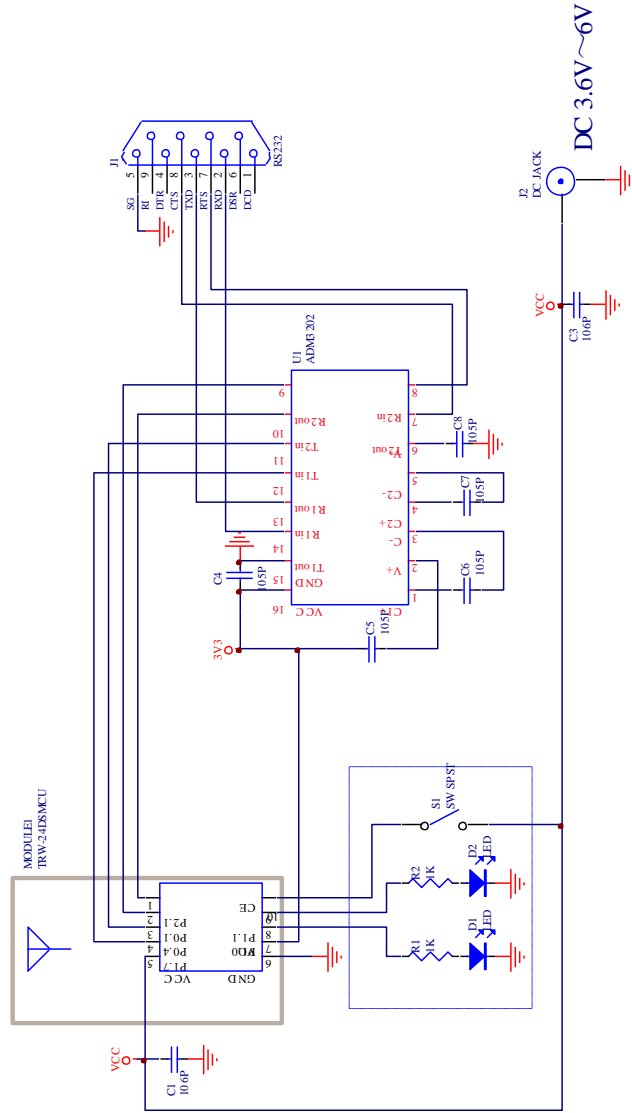 J1
5
9
4
8
3
7
2
6
1
SG
RI
DTR
CTS
TXD
RTS
RXD
DSR
DCD
RS232
J2
DC JACK
DC 3.6V～6V
VCC
C3
106P
U1
ADM3202
9
10
11
12
13
14
15
16
R2out
T2in
T1in
R1out
R1in
T1out
GND
VCC
8
7
6
5
4
3
2
1
R2in
T2out
V-
C2-
C2+
C-
V+
C1+
C8
105P
C7
105P
C6
105P
C5
105P
C4
105P
3V3
MODULE1
TRW-24DSMCU
1
2
3
4
5
P2.1
P0.1
P0.4
P1.7
VCC
10
9
8
7
6
CE
P1.1
GND
S1
SW SPST
R2
1K
D2
LED
R1
1K
D1
LED
VCC
C1
106P